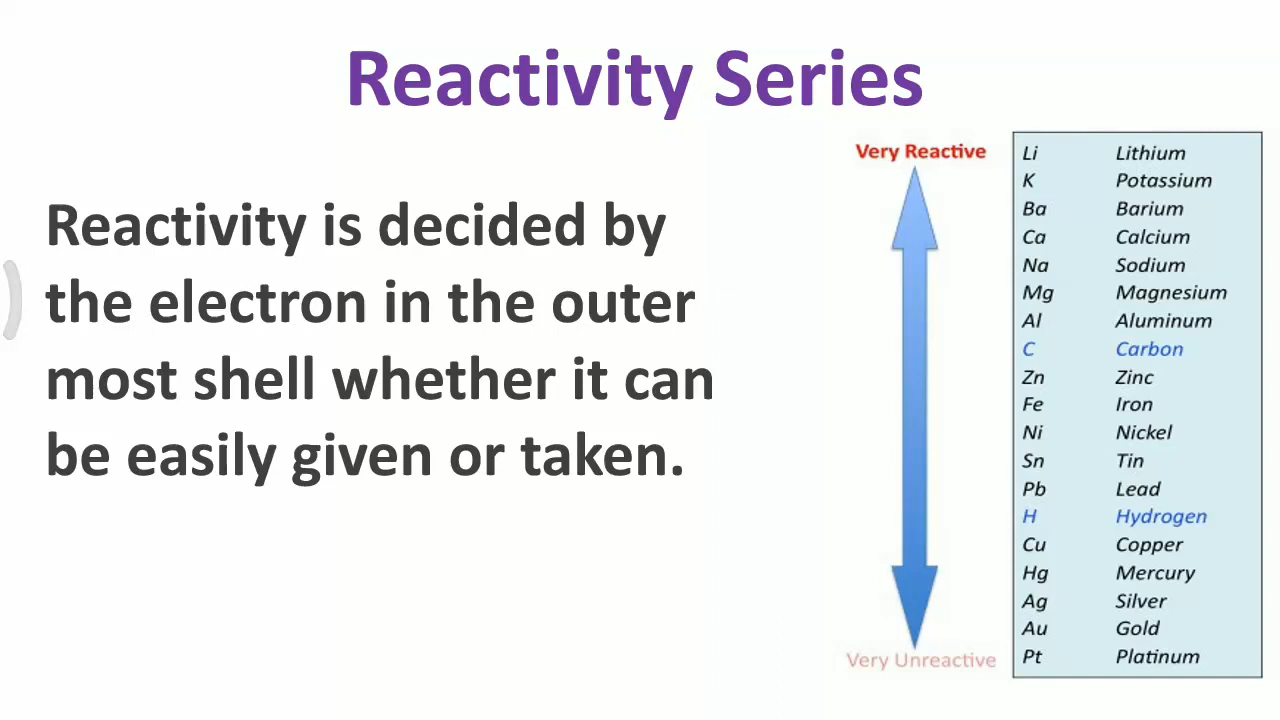 Reactivity Series
Reactivity is decided by
the electron in the outer
most shell whether it can
be easily given or taken.
Very Reactive
Very Unreactive
Li Lithium
K Potassium
Ba Barium
Ca Calcium
Na Sodium
Mg Magnesium
Al Aluminum
C Carbon
Zn Zinc
Fe Iron
Ni Nickel
Sn Tin
Pb Lead
H Hydrogen
Cu Copper
Hg Mercury
Ag Silver
Au Gold
Pt Platinum